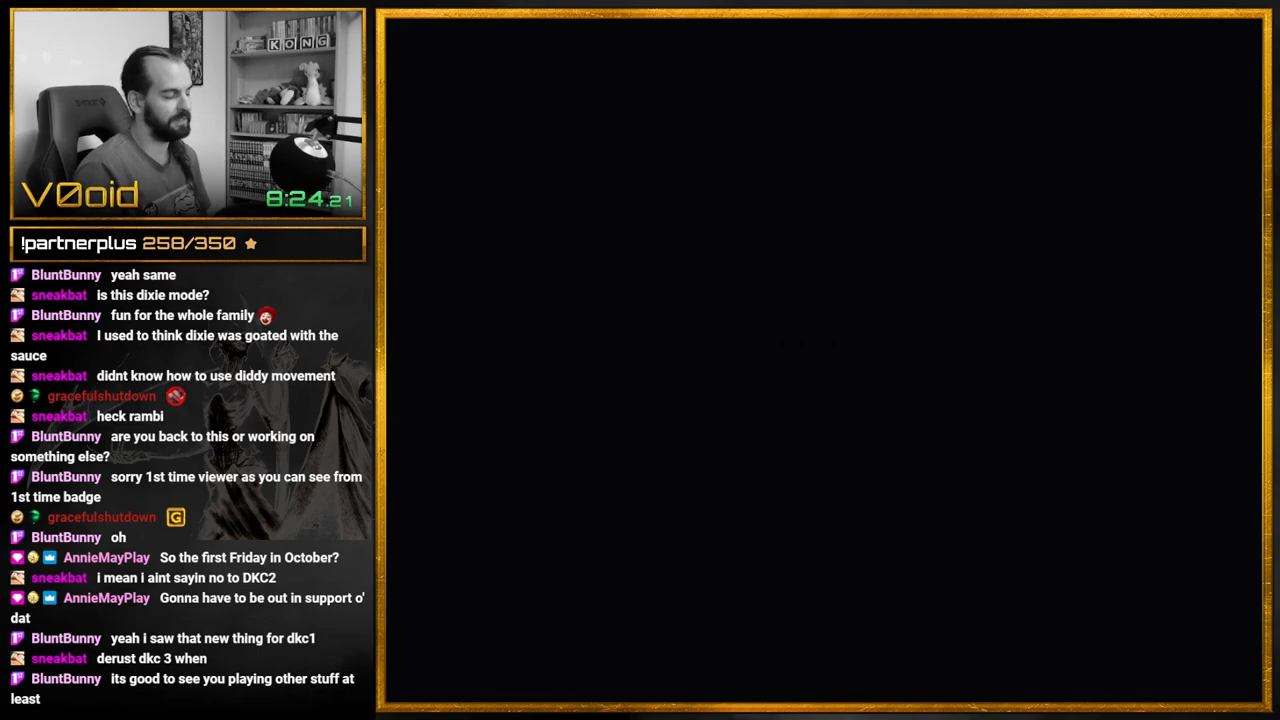 KONG
V0oid
8:24.21
!partnerplus 258/350
BluntBunny yeah same
sneakbat is this dixie mode?
BluntBunny fun for the whole family
sneakbat I used to think dixie was goated with the
sauce
sneakbat didnt know how to use diddy movement
gracefulshutdown
sneakbat heck rambi
BluntBunny are you back to this or working on
something else?
BluntBunny sorry 1st time viewer as you can see from
1st time badge
gracefulshutdown G
BluntBunny oh
AnnieMayPlay So the first Friday in October?
sneakbat i mean i aint sayin no to DKC2
AnnieMayPlay Gonna have to be out in support o'
dat
BluntBunny yeah i saw that new thing for dkc1
sneakbat derust dkc 3 when
BluntBunny its good to see you playing other stuff at
least